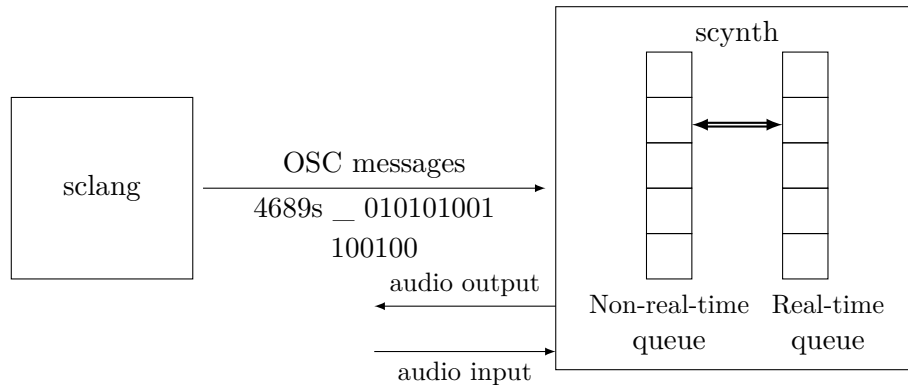 scynth
OSC messages
sclang
4689s _ 010101001
100100
audio output
Non-real-time queue
Real-time queue
audio input